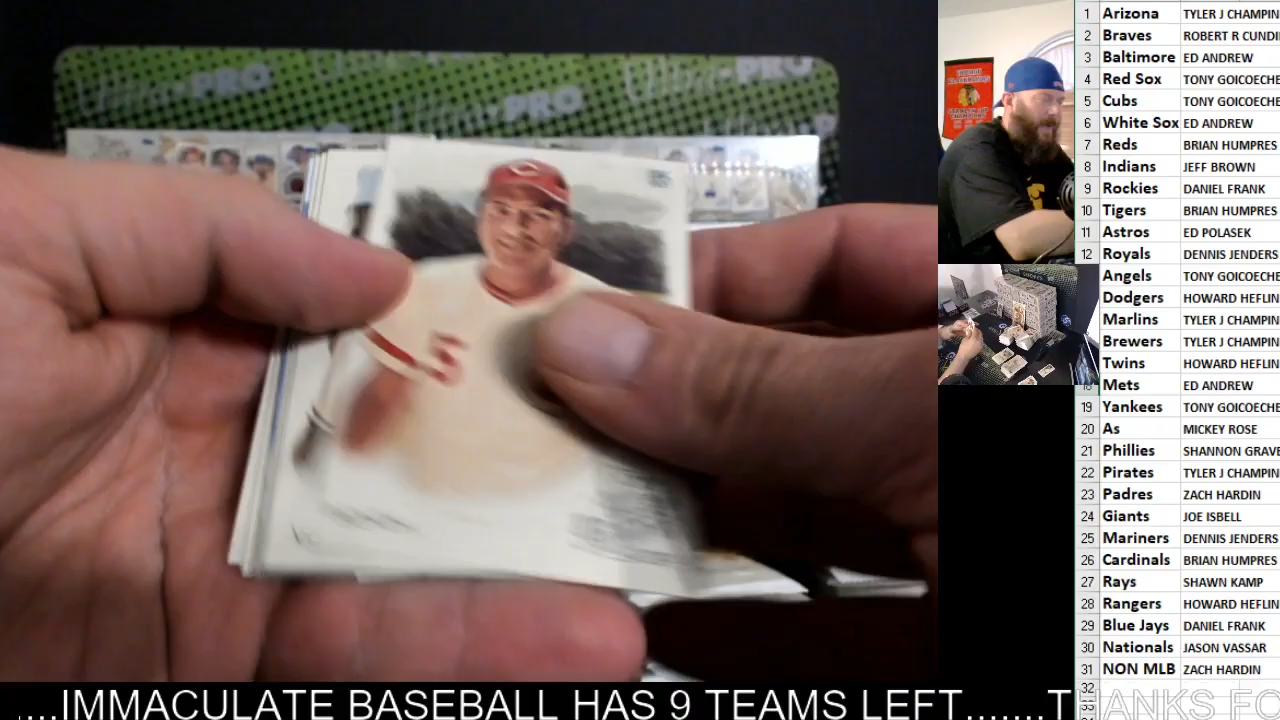 PRO
PRO
5
1 Arizona TYLER J CHAMPIN
2 Braves ROBERT R CUNDI
3 Baltimore ED ANDREW
4 Red Sox TONY GOICOECHE
5 Cubs TONY GOICOECHE
6 White Sox ED ANDREW
7 Reds BRIAN HUMPRES
8 Indians JEFF BROWN
9 Rockies DANIEL FRANK
10 Tigers BRIAN HUMPRES
11 Astros ED POLASEK
12 Royals DENNIS JENDERS
Angels TONY GOICOECHE
Dodgers HOWARD HEFLIN
Marlins TYLER J CHAMPIN
Brewers TYLER J CHAMPIN
Twins HOWARD HEFLIN
Mets ED ANDREW
19 Yankees TONY GOICOECHE
20 As MICKEY ROSE
21 Phillies SHANNON GRAVE
22 Pirates TYLER J CHAMPIN
23 Padres ZACH HARDIN
24 Giants JOE ISBELL
25 Mariners DENNIS JENDERS
26 Cardinals BRIAN HUMPRES
27 Rays SHAWN KAMP
28 Rangers HOWARD HEFLIN
29 Blue Jays DANIEL FRANK
30 Nationals JASON VASSAR
31 NON MLB ZACH HARDIN
32
....IMMACULATE BASEBALL HAS 9 TEAMS LEFT.......THANKS FO